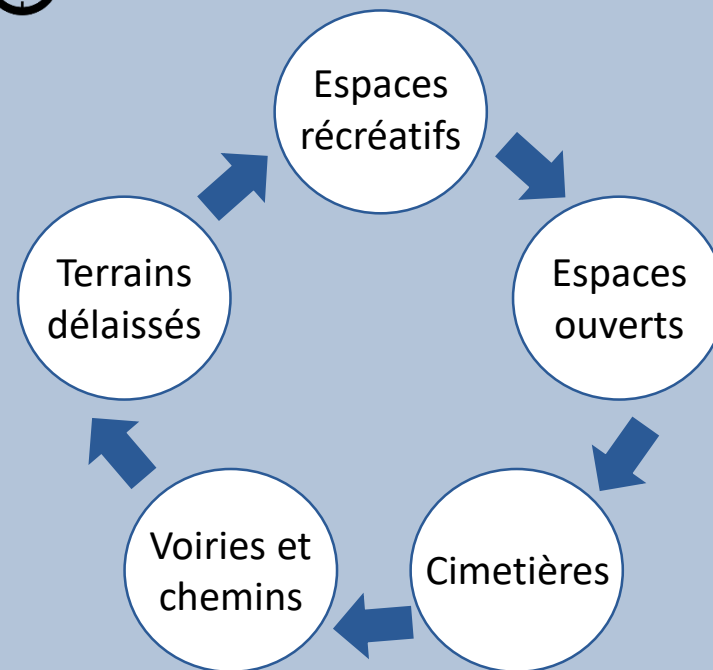 Espaces
récréatifs
Espaces
ouverts
Cimetières
Voiries et
chemins
Terrains
délaissés